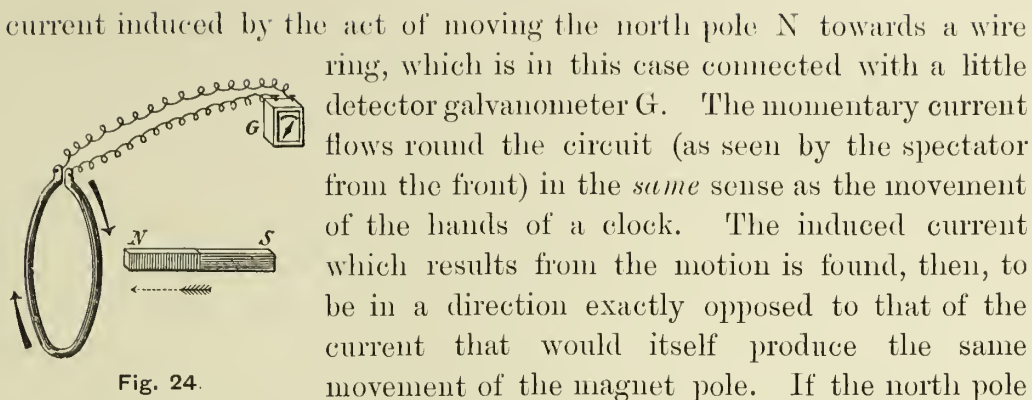 current induced by the act of moving the north pole N towards a wire
ring, which is in this case connected with a little
detector galvanometer G. The momentary current
flows round the circuit (as seen by the spectator
from the front) in the same sense as the movement
of the hands of a clock. The induced current
which results from the motion is found, then, to
be in a direction exactly opposed to that of the
current that would itself produce the same
movement of the magnet pole. If the north pole
G
N S
Fig. 24.